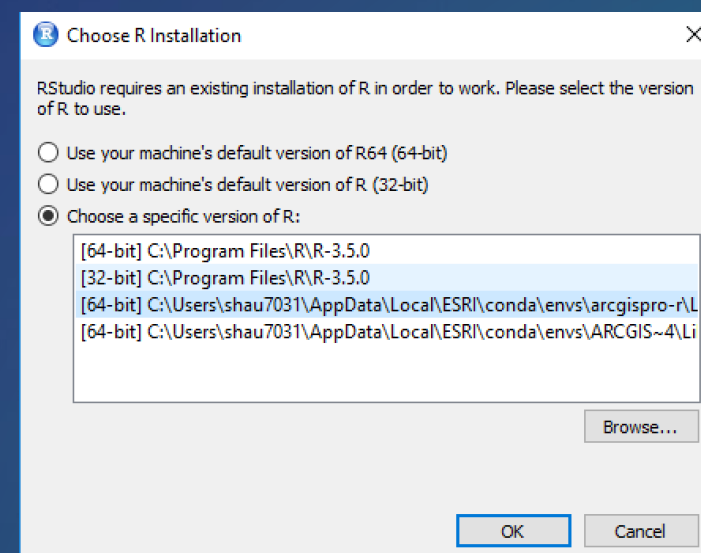 Choose R Installation
RStudio requires an existing installation of R in order to work. Please select the version
of R to use.
Use your machine's default version of R64 (64-bit)
Use your machine's default version of R (32-bit)
Choose a specific version of R:
[64-bit] C:\Program Files\R\R-3.5.0
[32-bit] C:\Program Files\R\R-3.5.0
[64-bit] C:\Users\shau7031\AppData\Local\ESRI\conda\envs\arcgispro-r\L
[64-bit] C:\Users\shau7031\AppData\Local\ESRI\conda\envs\ARCGIS~4\Li
Browse...
OK Cancel